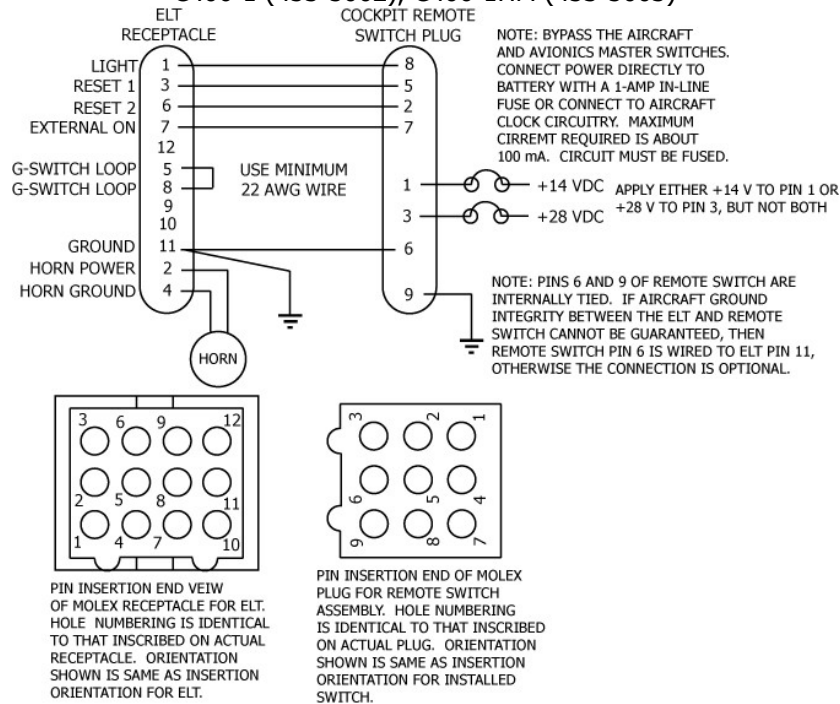 ELT
RECEPTACLE
COCKPIT REMOTE
SWITCH PLUG
NOTE: BYPASS THE AIRCRAFT
AND AVIONICS MASTER SWITCHES.
CONNECT POWER DIRECTLY TO
BATTERY WITH A 1-AMP IN-LINE
FUSE OR CONNECT TO AIRCRAFT
CLOCK CIRCUITRY. MAXIMUM
CIRREMT REQUIRED IS ABOUT
100 mA. CIRCUIT MUST BE FUSED.
LIGHT 1 8
RESET 1 3 5
RESET 2 6 2
EXTERNAL ON 7 7
12
G-SWITCH LOOP 5
G-SWITCH LOOP 8
9
10
USE MINIMUM
22 AWG WIRE
1 +14 VDC
3 +28 VDC
APPLY EITHER +14 V TO PIN 1 OR
+28 V TO PIN 3, BUT NOT BOTH
GROUND 11 6
HORN POWER 2
HORN GROUND 4
9
HORN
NOTE: PINS 6 AND 9 OF REMOTE SWITCH ARE
INTERNALLY TIED. IF AIRCRAFT GROUND
INTEGRITY BETWEEN THE ELT AND REMOTE
SWITCH CANNOT BE GUARANTEED, THEN
REMOTE SWITCH PIN 6 IS WIRED TO ELT PIN 11,
OTHERWISE THE CONNECTION IS OPTIONAL.
3 6 9 12
2 5 8 11
1 4 7 10
3 2 1
6 5 4
9 8 7
PIN INSERTION END VEIW
OF MOLEX RECEPTACLE FOR ELT.
HOLE NUMBERING IS IDENTICAL
TO THAT INSCRIBED ON ACTUAL
RECEPTACLE. ORIENTATION
SHOWN IS SAME AS INSERTION
ORIENTATION FOR ELT.
PIN INSERTION END OF MOLEX
PLUG FOR REMOTE SWITCH
ASSEMBLY. HOLE NUMBERING
IS IDENTICAL TO THAT INSCRIBED
ON ACTUAL PLUG. ORIENTATION
SHOWN IS SAME AS INSERTION
ORIENTATION FOR INSTALLED
SWITCH.